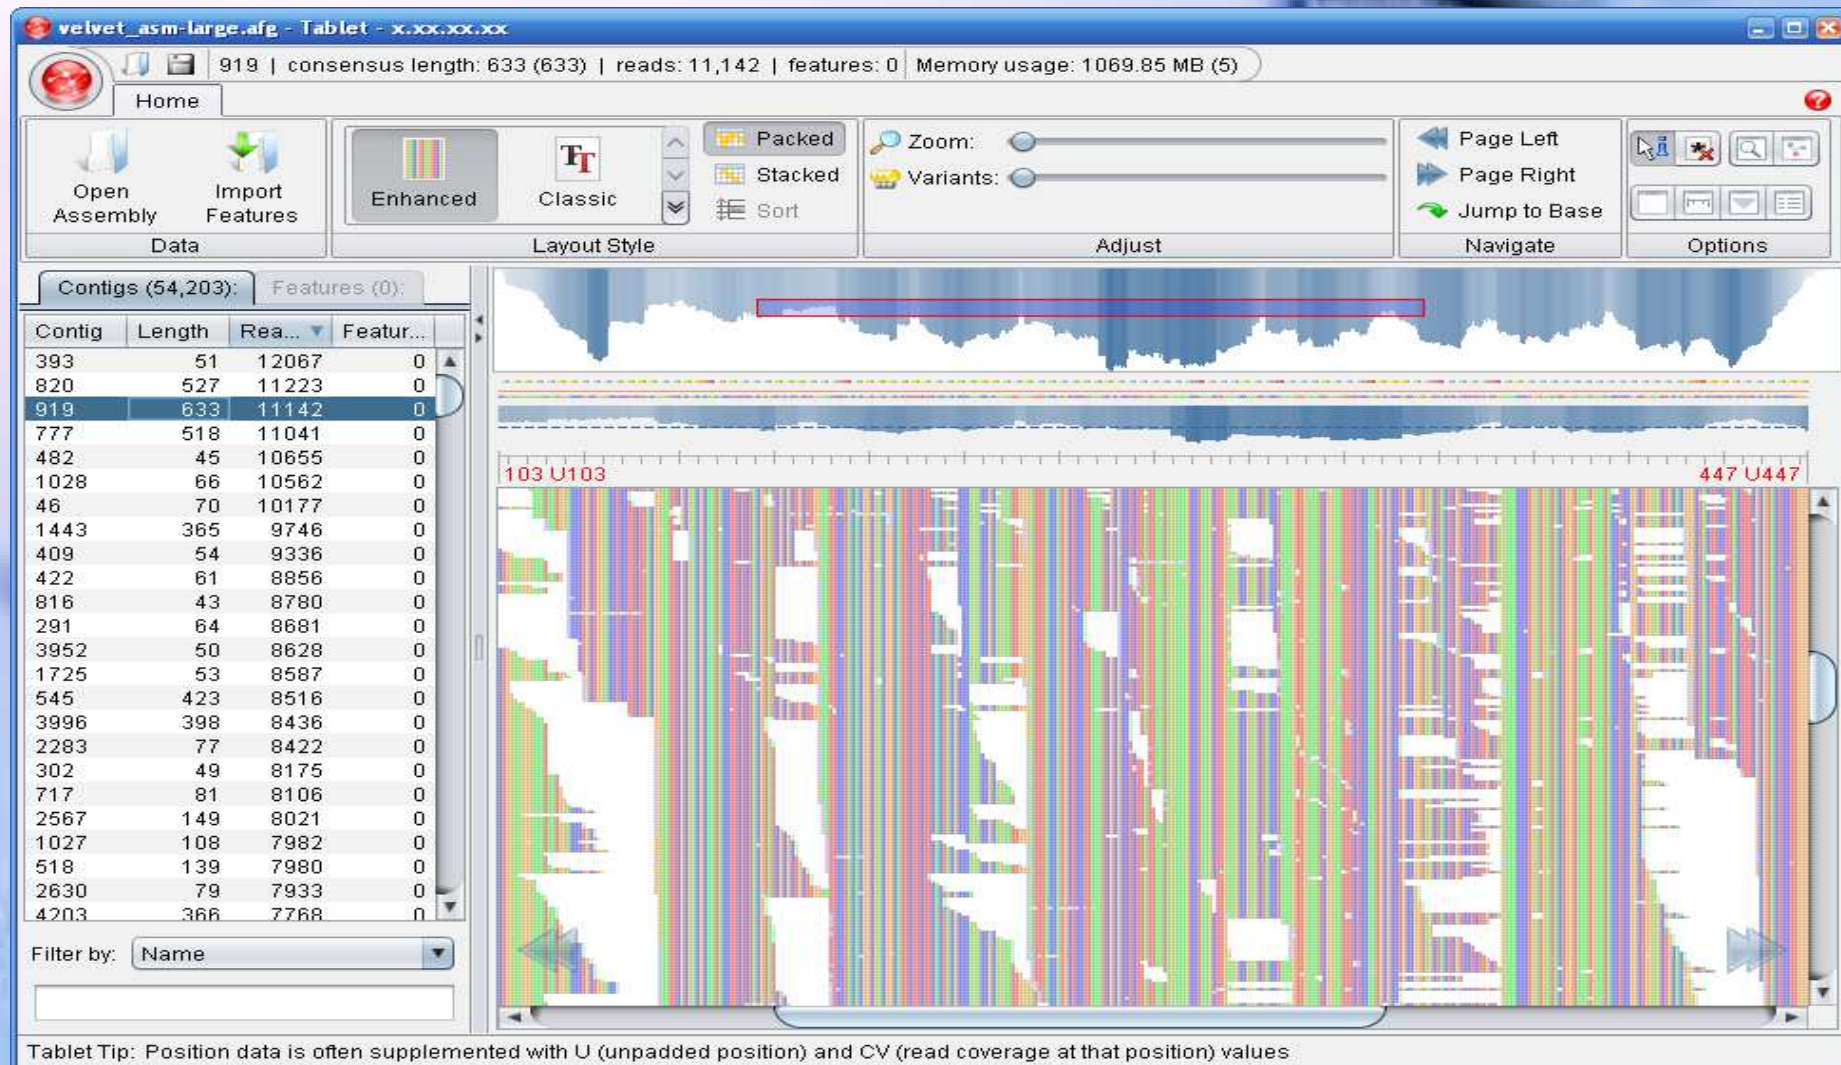 velvet_asm-large.afg - Tablet - x.xx.xx.xx
919 | consensus length: 633 (633) | reads: 11,142 | features: 0 Memory usage: 1069.85 MB (5)
Home
Open Assembly
Import Features
Data
Enhanced
Classic
Packed
Stacked
Sort
Layout Style
Zoom:
Variants:
Adjust
Page Left
Page Right
Jump to Base
Navigate
Options
Contigs (54,203):
Features (0):
Contig Length Rea... Featur...
393 51 12067 0
820 527 11223 0
919 633 11142 0
777 518 11041 0
482 45 10655 0
1028 66 10562 0
46 70 10177 0
1443 365 9746 0
409 54 9336 0
422 61 8856 0
816 43 8780 0
291 64 8681 0
3952 50 8628 0
1725 53 8587 0
545 423 8516 0
3996 398 8436 0
2283 77 8422 0
302 49 8175 0
717 81 8106 0
2567 149 8021 0
1027 108 7982 0
518 139 7980 0
2630 79 7933 0
4203 366 7768 0
Filter by: Name
103 U103
447 U447
Tablet Tip: Position data is often supplemented with U (unpadded position) and CV (read coverage at that position) values